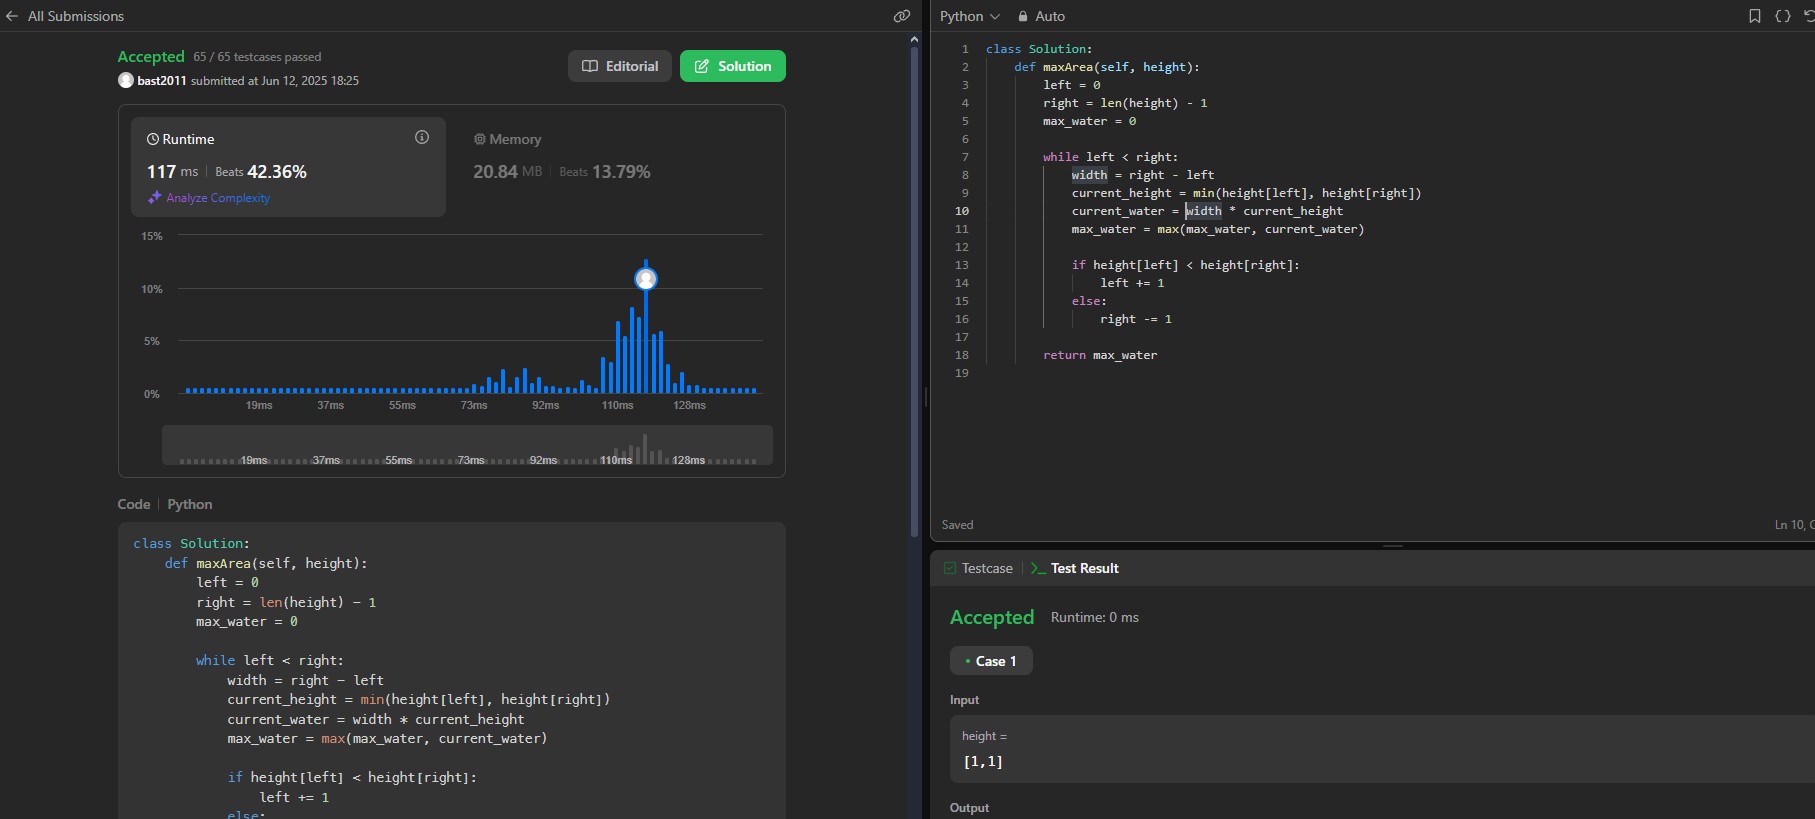 All Submissions
Accepted 65 / 65 testcases passed
bast2011 submitted at Jun 12, 2025 18:25
Editorial
Solution
Runtime
117 ms | Beats 42.36%
Analyze Complexity
Memory
20.84 MB | Beats 13.79%
15%
10%
5%
0%
19ms 37ms 55ms 73ms 92ms 110ms 128ms
19ms 37ms 55ms 73ms 92ms 110ms 128ms
Code | Python
class Solution:
    def maxArea(self, height):
        left = 0
        right = len(height) - 1
        max_water = 0
        while left < right:
            width = right - left
            current_height = min(height[left], height[right])
            current_water = width * current_height
            max_water = max(max_water, current_water)
            if height[left] < height[right]:
                left += 1
            else:
Python Auto
1 class Solution:
2     def maxArea(self, height):
3         left = 0
4         right = len(height) - 1
5         max_water = 0
6
7         while left < right:
8             width = right - left
9             current_height = min(height[left], height[right])
10             current_water = width * current_height
11             max_water = max(max_water, current_water)
12
13             if height[left] < height[right]:
14                 left += 1
15             else:
16                 right -= 1
17
18         return max_water
19
Saved
Ln 10,
Testcase | Test Result
Accepted Runtime: 0 ms
• Case 1
Input
height =
[1,1]
Output